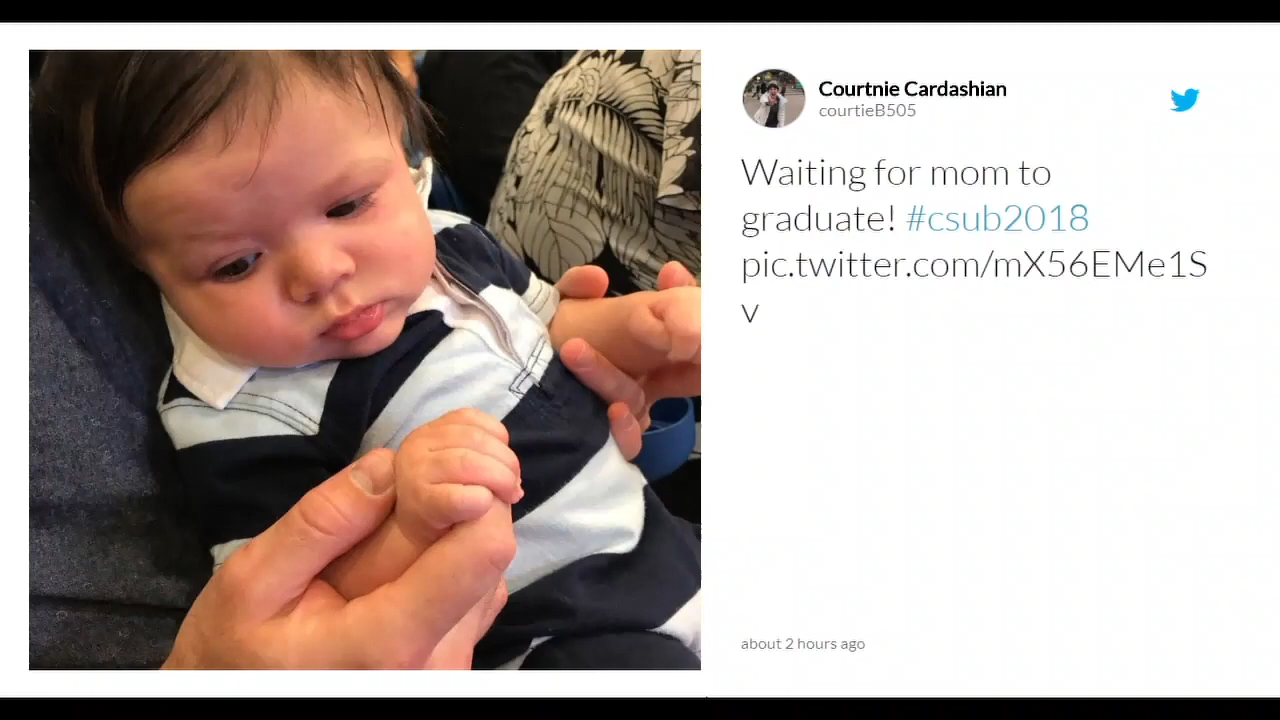 Courtnie Cardashian
courtieB505
Waiting for mom to
graduate! #csub2018
pic.twitter.com/mX56EMe1S
v
about 2 hours ago